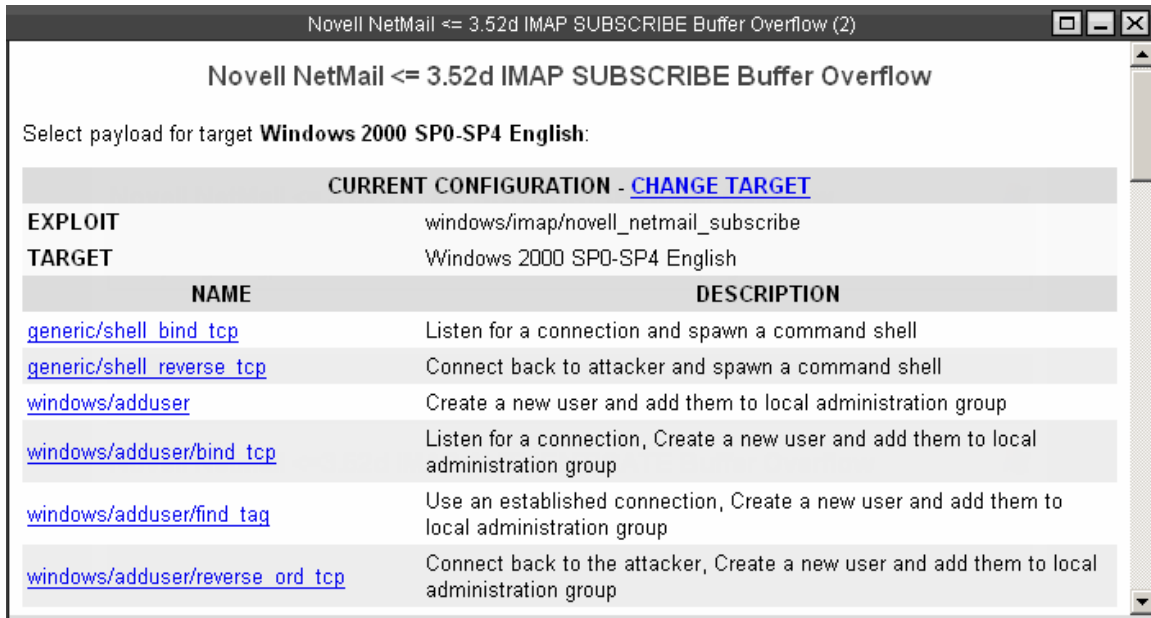 Novell NetMail <= 3.52d IMAP SUBSCRIBE Buffer Overflow (2)
Novell NetMail <= 3.52d IMAP SUBSCRIBE Buffer Overflow
Select payload for target Windows 2000 SP0-SP4 English:
CURRENT CONFIGURATION - CHANGE TARGET
EXPLOIT windows/imap/novell_netmail_subscribe
TARGET Windows 2000 SP0-SP4 English
NAME DESCRIPTION
generic/shell_bind_tcp Listen for a connection and spawn a command shell
generic/shell_reverse_tcp Connect back to attacker and spawn a command shell
windows/adduser Create a new user and add them to local administration group
windows/adduser/bind_tcp Listen for a connection, Create a new user and add them to local
administration group
windows/adduser/find_tag Use an established connection, Create a new user and add them to
local administration group
windows/adduser/reverse_ord_tcp Connect back to the attacker, Create a new user and add them to local
administration group